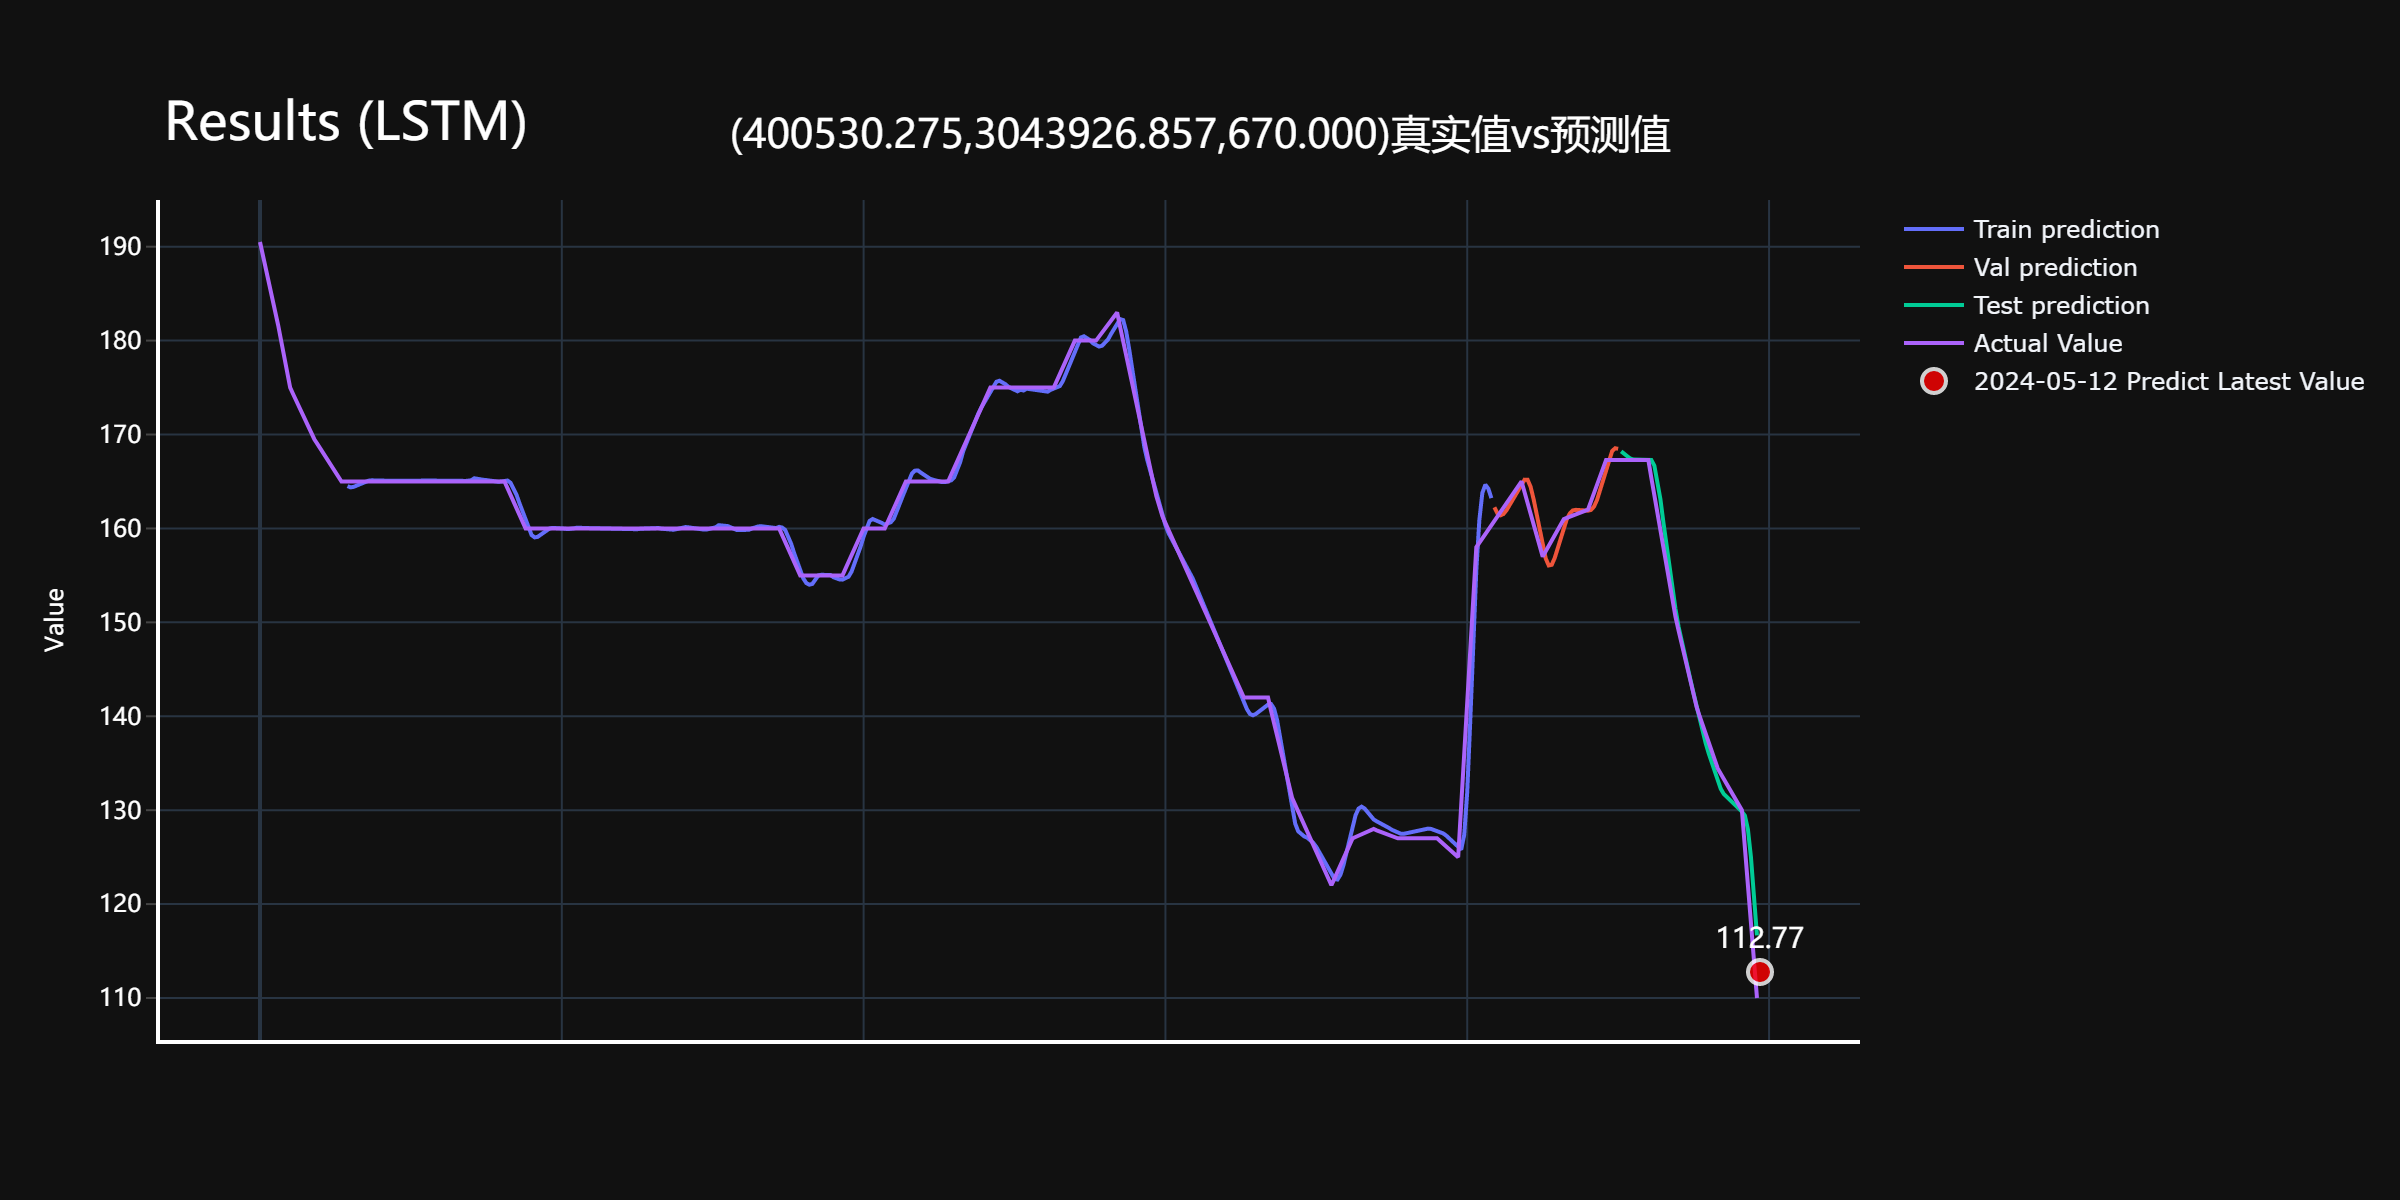 Results (LSTM)
(400530.275,3043926.857,670.000)真实值vs预测值
Train prediction
Val prediction
Test prediction
Actual Value
2024-05-12 Predict Latest Value
Value
190
180
170
160
150
140
130
120
110
112.77